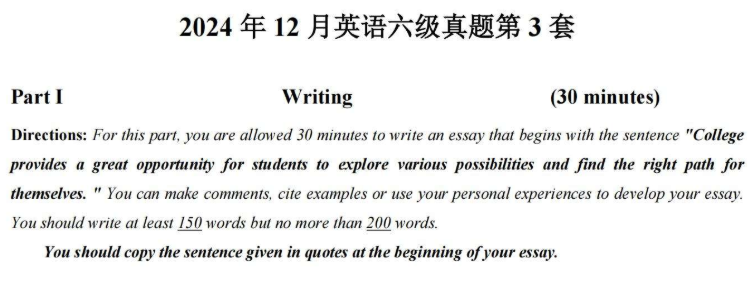 2024 年 12 月英语六级真题第 3 套
Part I Writing (30 minutes)
Directions: For this part, you are allowed 30 minutes to write an essay that begins with the sentence "College
provides a great opportunity for students to explore various possibilities and find the right path for
themselves. " You can make comments, cite examples or use your personal experiences to develop your essay.
You should write at least 150 words but no more than 200 words.
You should copy the sentence given in quotes at the beginning of your essay.